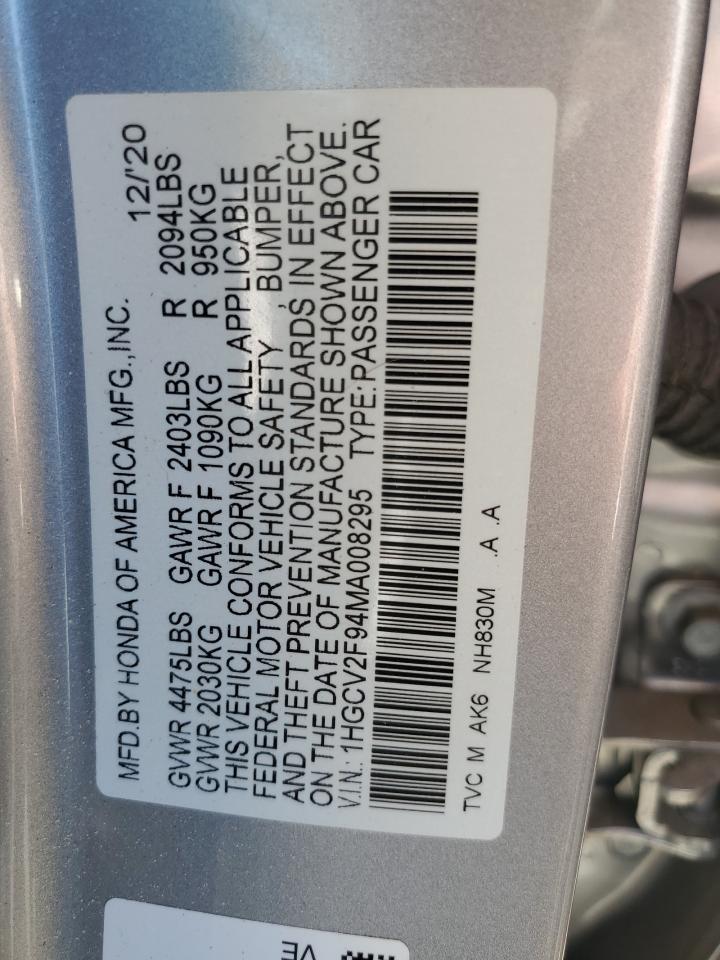 MFD.BY HONDA OF AMERICA MFG.,INC. 12/'20
GVWR 4475LBS GAWR F 2403LBS R 2094LBS
GVWR 2030KG GAWR F 1090KG R 950KG
THIS VEHICLE CONFORMS TO ALL APPLICABLE
FEDERAL MOTOR VEHICLE SAFETY, BUMPER,
AND THEFT PREVENTION STANDARDS IN EFFECT
ON THE DATE OF MANUFACTURE SHOWN ABOVE.
V.I.N.: 1HGCV2F94MA008295 TYPE: PASSENGER CAR
TVC M AK6 NH830M .A .A
VE